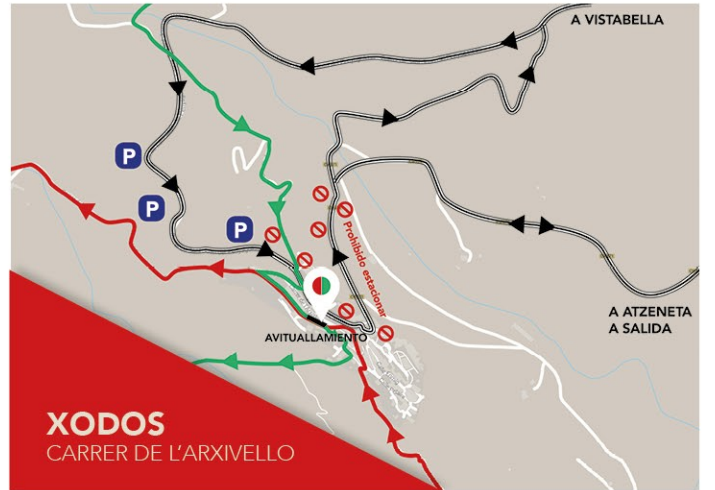 A VISTABELLA
P
P
P
Prohibido estacionar
A ATZENETA
A SALIDA
AVITUALLAMIENTO
XODOS
CARRER DE L'ARXIVELLO